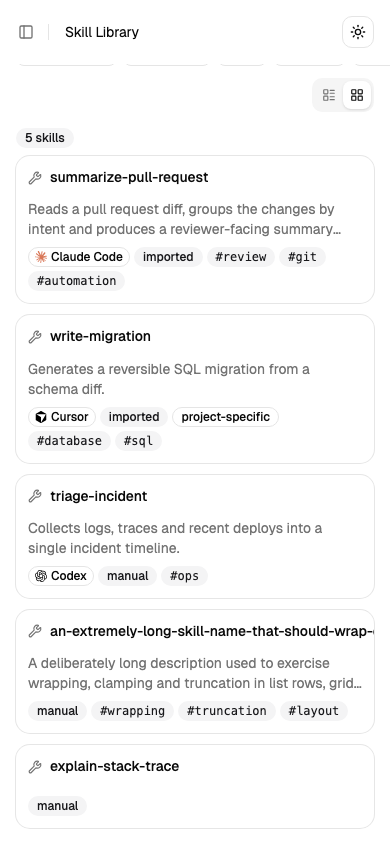 Skill Library
5 skills
summarize-pull-request
Reads a pull request diff, groups the changes by
intent and produces a reviewer-facing summary…
Claude Code imported #review #git
#automation
write-migration
Generates a reversible SQL migration from a
schema diff.
Cursor imported project-specific
#database #sql
triage-incident
Collects logs, traces and recent deploys into a
single incident timeline.
Codex manual #ops
an-extremely-long-skill-name-that-should-wrap-
A deliberately long description used to exercise
wrapping, clamping and truncation in list rows, grid…
manual #wrapping #truncation #layout
explain-stack-trace
manual